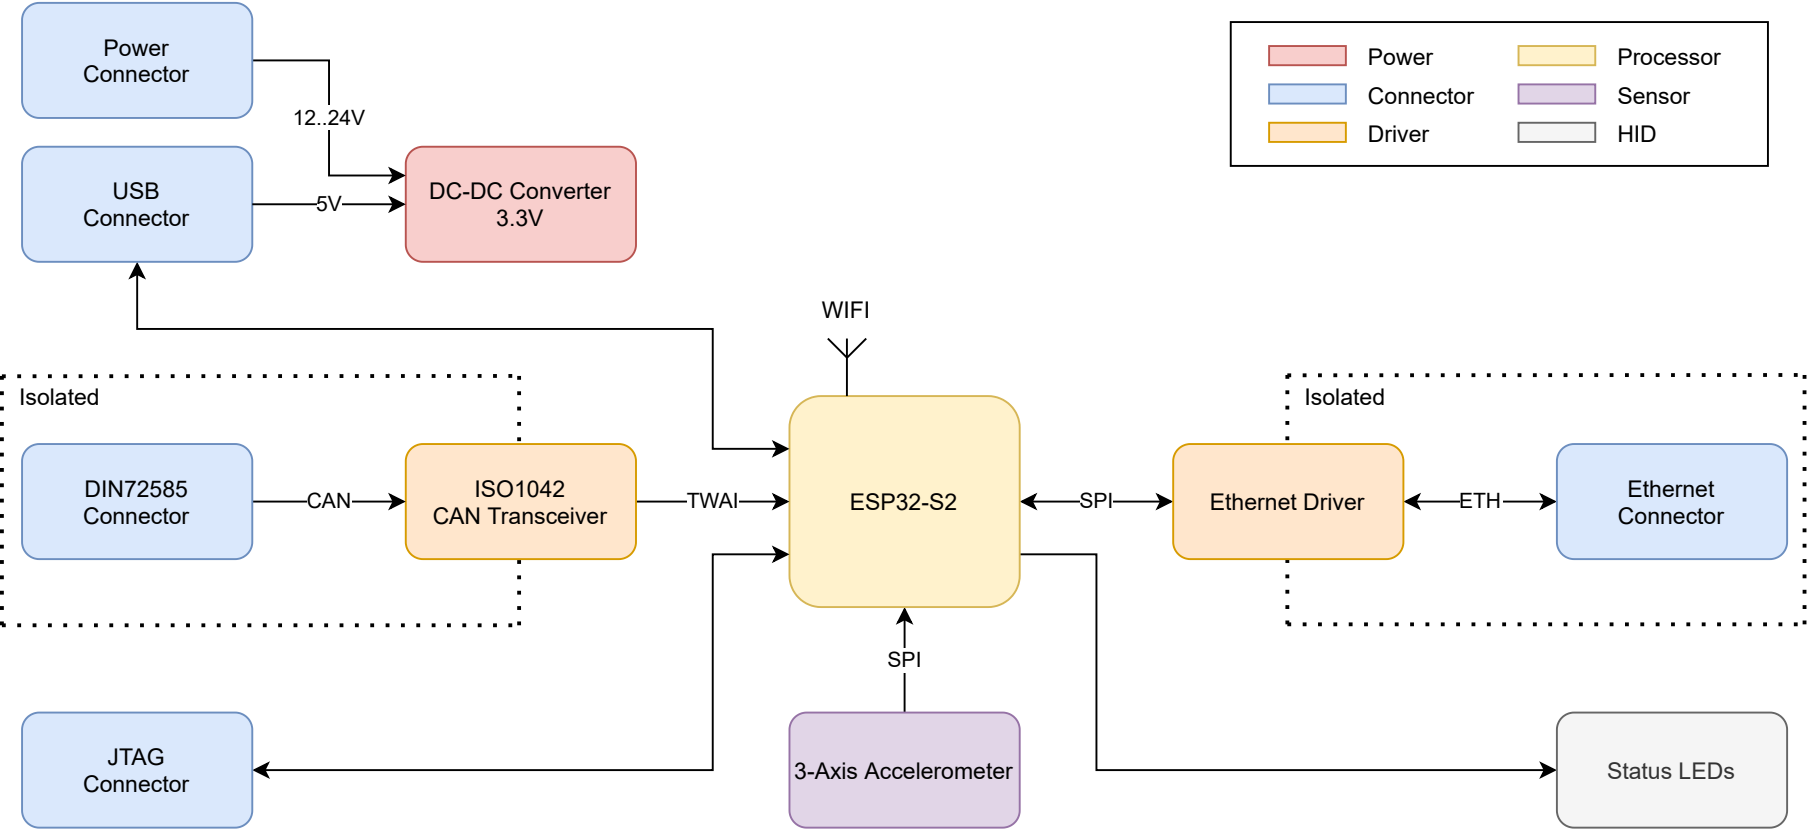 Power
Connector
12..24V
USB
Connector
5V
DC-DC Converter
3.3V
Power
Connector
Driver
Processor
Sensor
HID
WIFI
Isolated
DIN72585
Connector
CAN
ISO1042
CAN Transceiver
TWAI
ESP32-S2
SPI
Isolated
Ethernet Driver
ETH
Ethernet
Connector
SPI
JTAG
Connector
3-Axis Accelerometer
Status LEDs